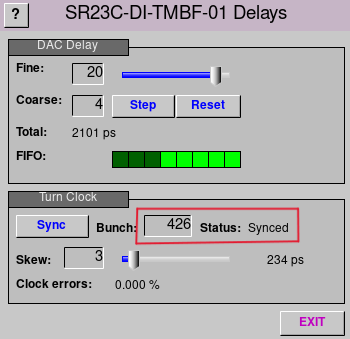 ? SR23C-DI-TMBF-01 Delays
DAC Delay
Fine: 20
Coarse: 4 Step Reset
Total: 2101 ps
FIFO:
Turn Clock
Sync Bunch: 426 Status: Synced
Skew: 3 234 ps
Clock errors: 0.000 %
EXIT